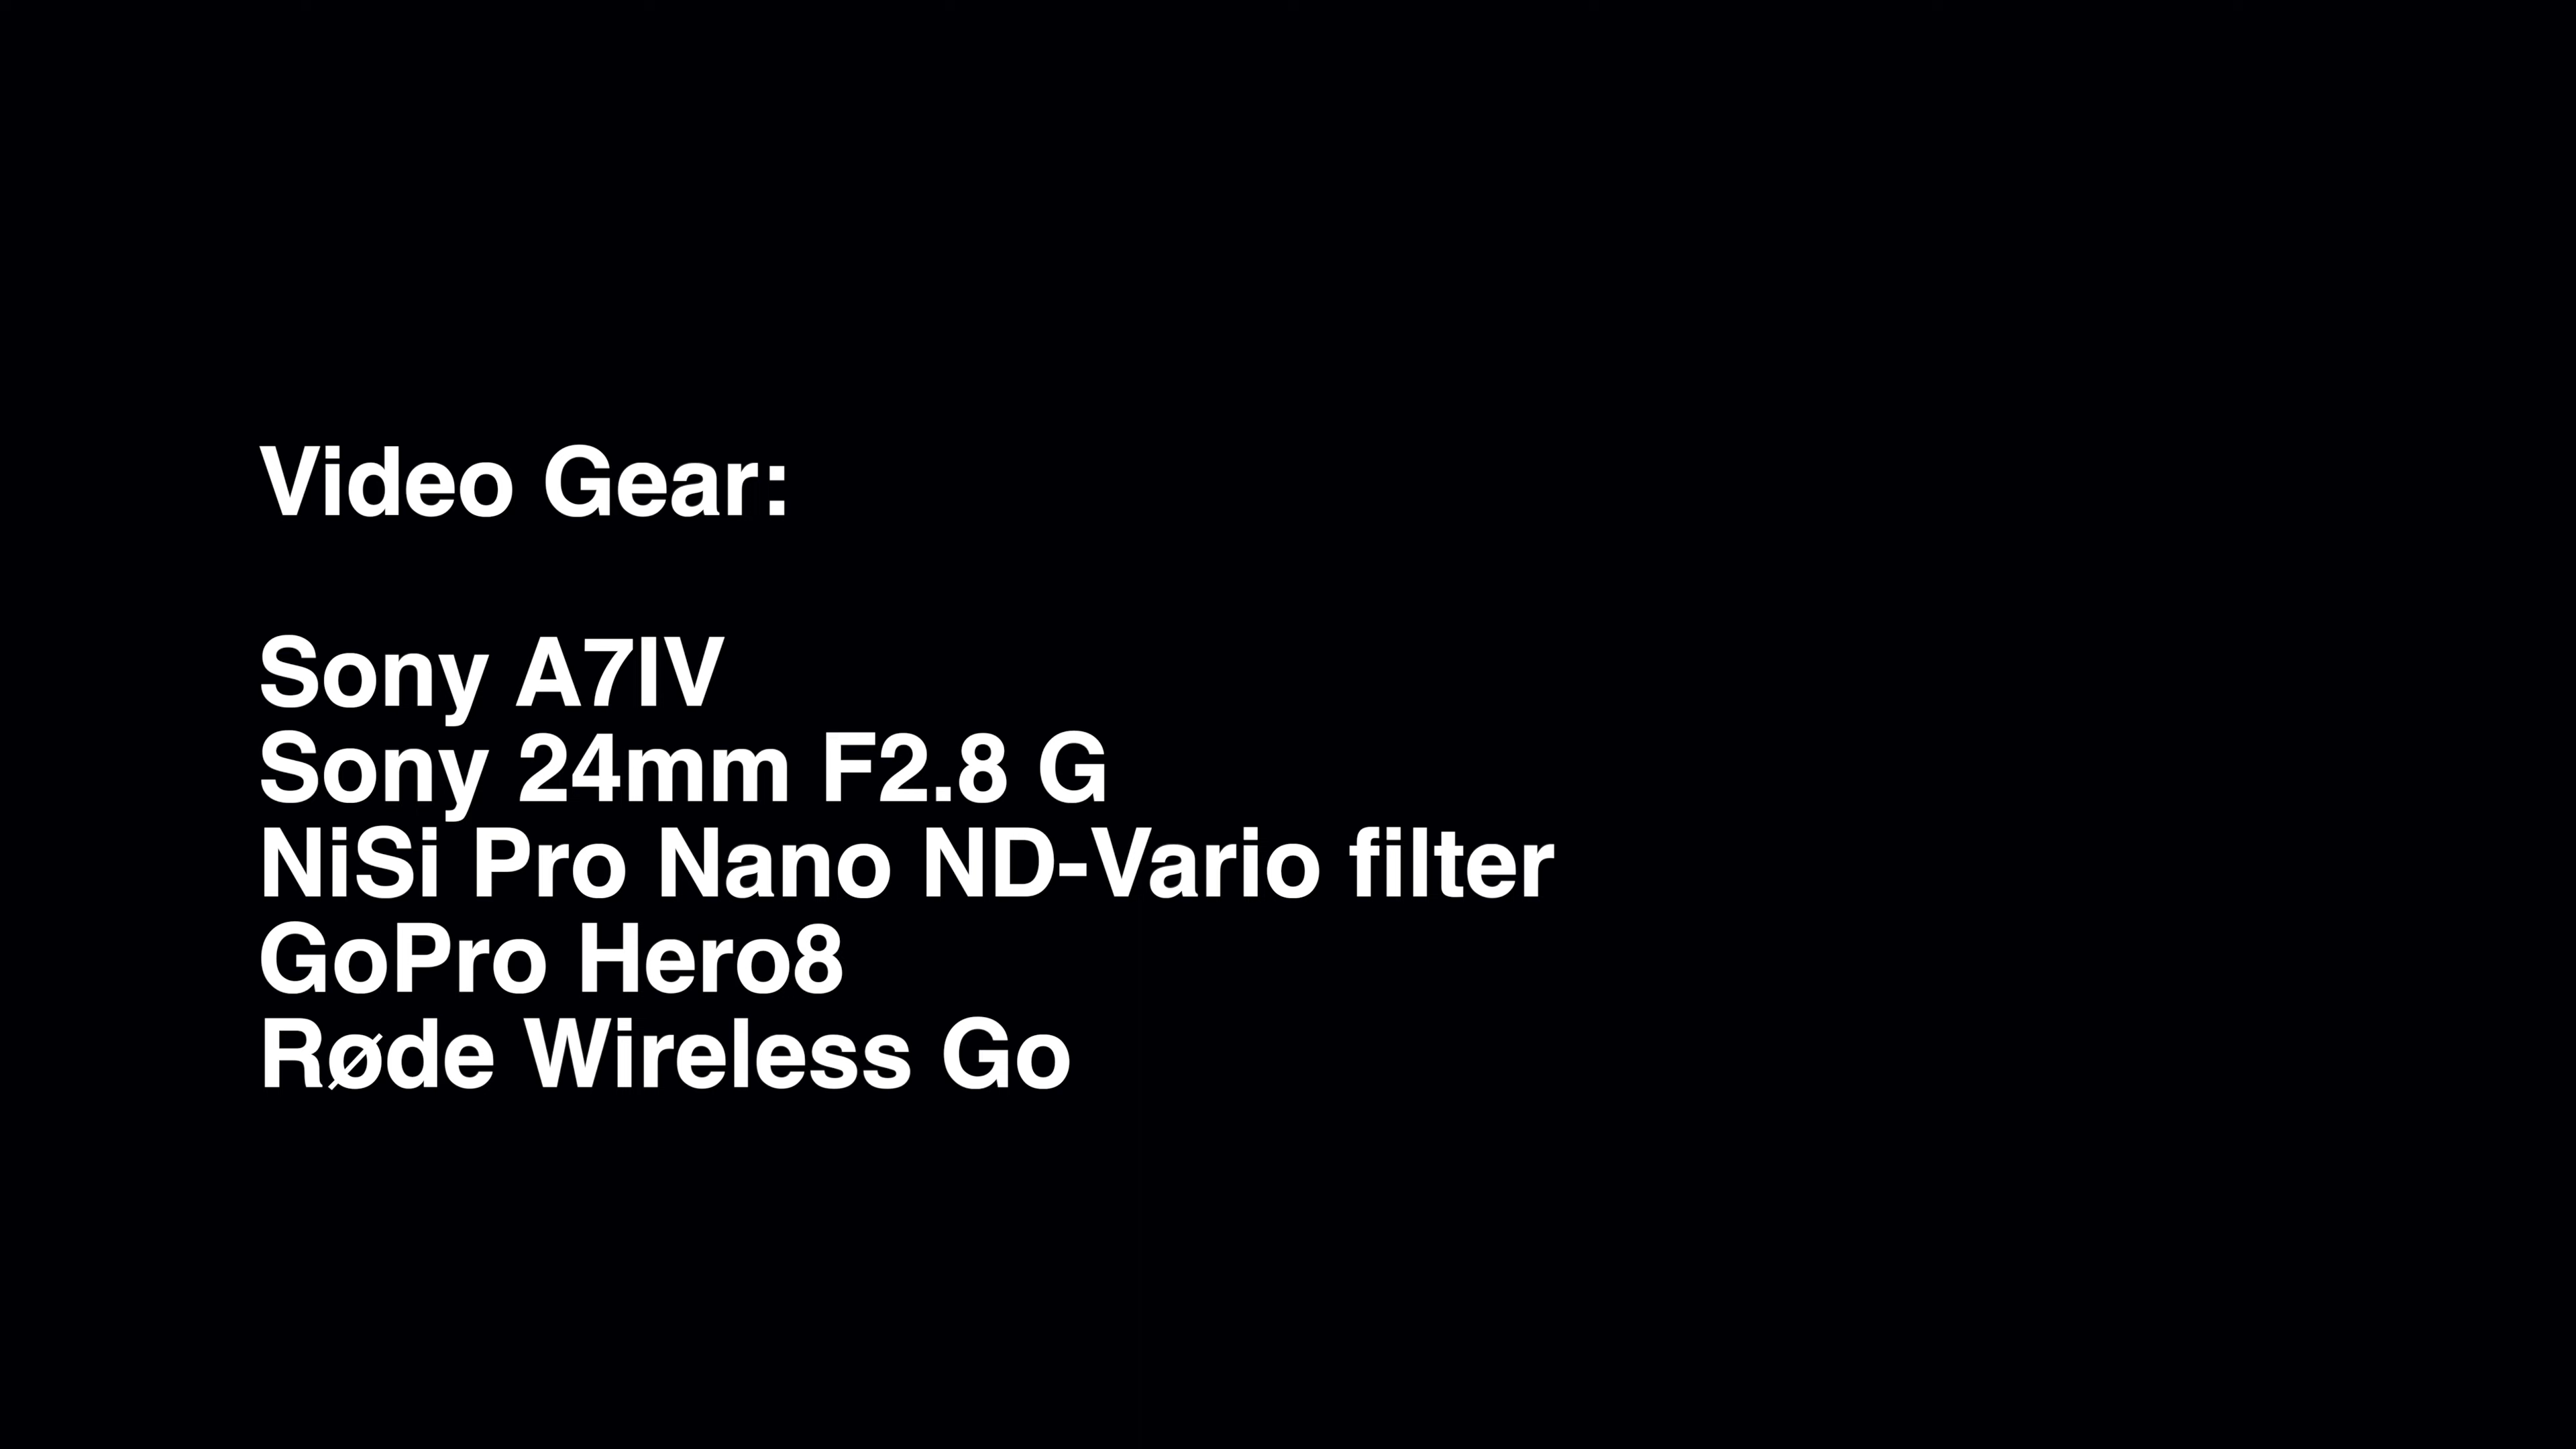 Video Gear:
Sony A7IV
Sony 24mm F2.8 G
NiSi Pro Nano ND-Vario filter
GoPro Hero8
Røde Wireless Go